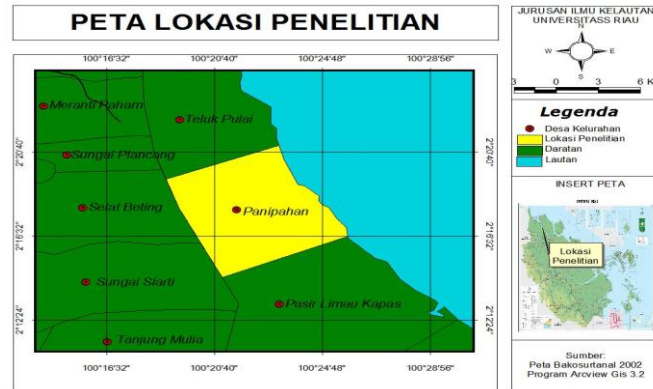 PETA LOKASI PENELITIAN
100°16'32" 100°20'40" 100°24'48" 100°28'56"
Meranti Paham
Teluk Pulai
2°20'40" 2°20'40"
Sungai Plancang
Selat Beting
Panipahan
2°16'32" 2°16'32"
Sungai Siarti
Pasir Limau Kapas
2°12'24" 2°12'24"
Tanjung Mulia
100°16'32" 100°20'40" 100°24'48" 100°28'56"
JURUSAN ILMU KELAUTAN
UNIVERSITASS RIAU
N
W E
S
3 0 3 6 K
Legenda
Desa Kelurahan
Lokasi Penelitian
Daratan
Lautan
INSERT PETA
Lokasi
Penelitian
Sumber:
Peta Bakosurtanal 2002
Program Arcview Gis 3.2